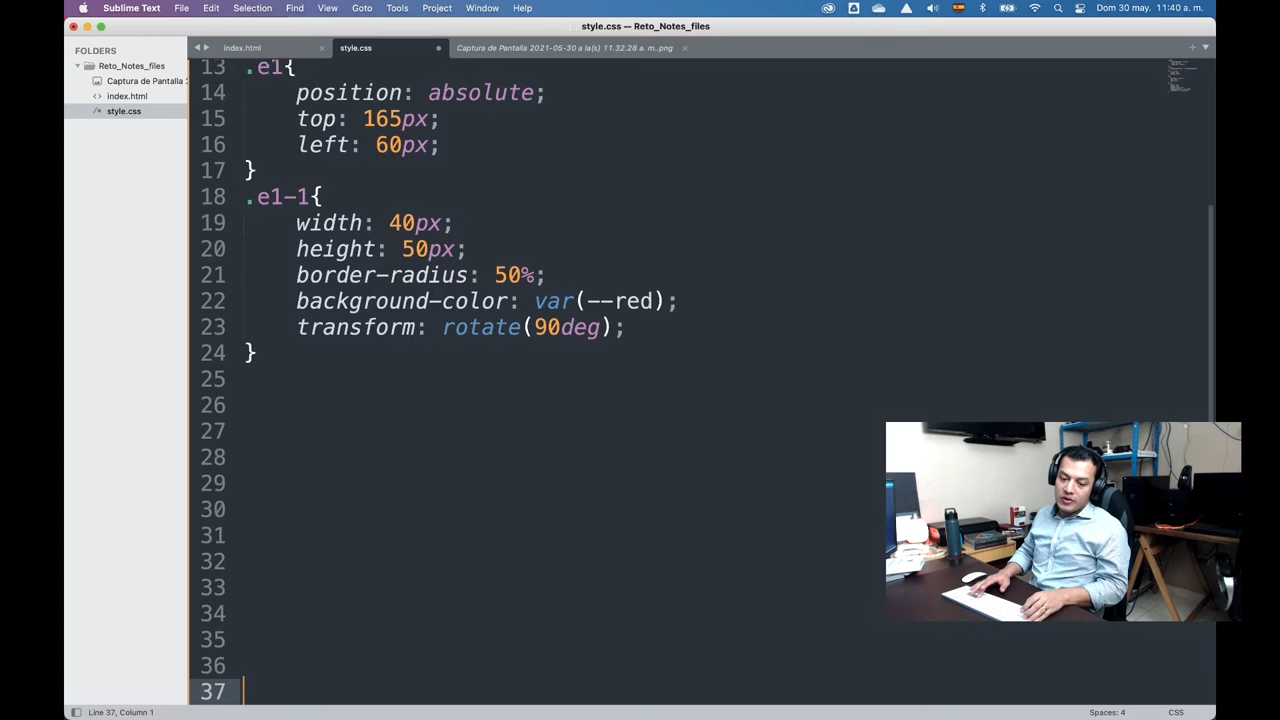 Sublime Text File Edit Selection Find View Goto Tools Project Window Help Dom 30 may. 11:40 a. m.
style.css — Reto_Notes_files
FOLDERS
Reto_Notes_files
Captura de Pantalla 2
index.html
style.css
index.html × style.css Captura de Pantalla 2021-05-30 a la(s) 11.32.28 a. m..png ×
13 .e1{
14 position: absolute;
15 top: 165px;
16 left: 60px;
17 }
18 .e1-1{
19 width: 40px;
20 height: 50px;
21 border-radius: 50%;
22 background-color: var(--red);
23 transform: rotate(90deg);
24 }
25
26
27
28
29
30
31
32
33
34
35
36
37
Line 37, Column 1 Spaces: 4 CSS